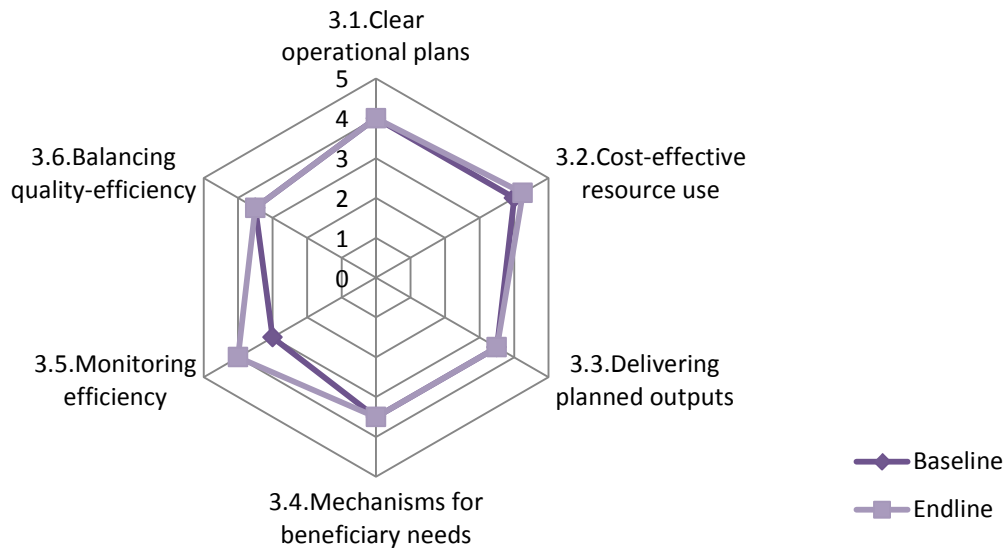 3.1.Clear
operational plans
5
4
3
2
1
0
3.2.Cost-effective
resource use
3.3.Delivering
planned outputs
3.4.Mechanisms for
beneficiary needs
3.5.Monitoring
efficiency
3.6.Balancing
quality-efficiency
Baseline
Endline